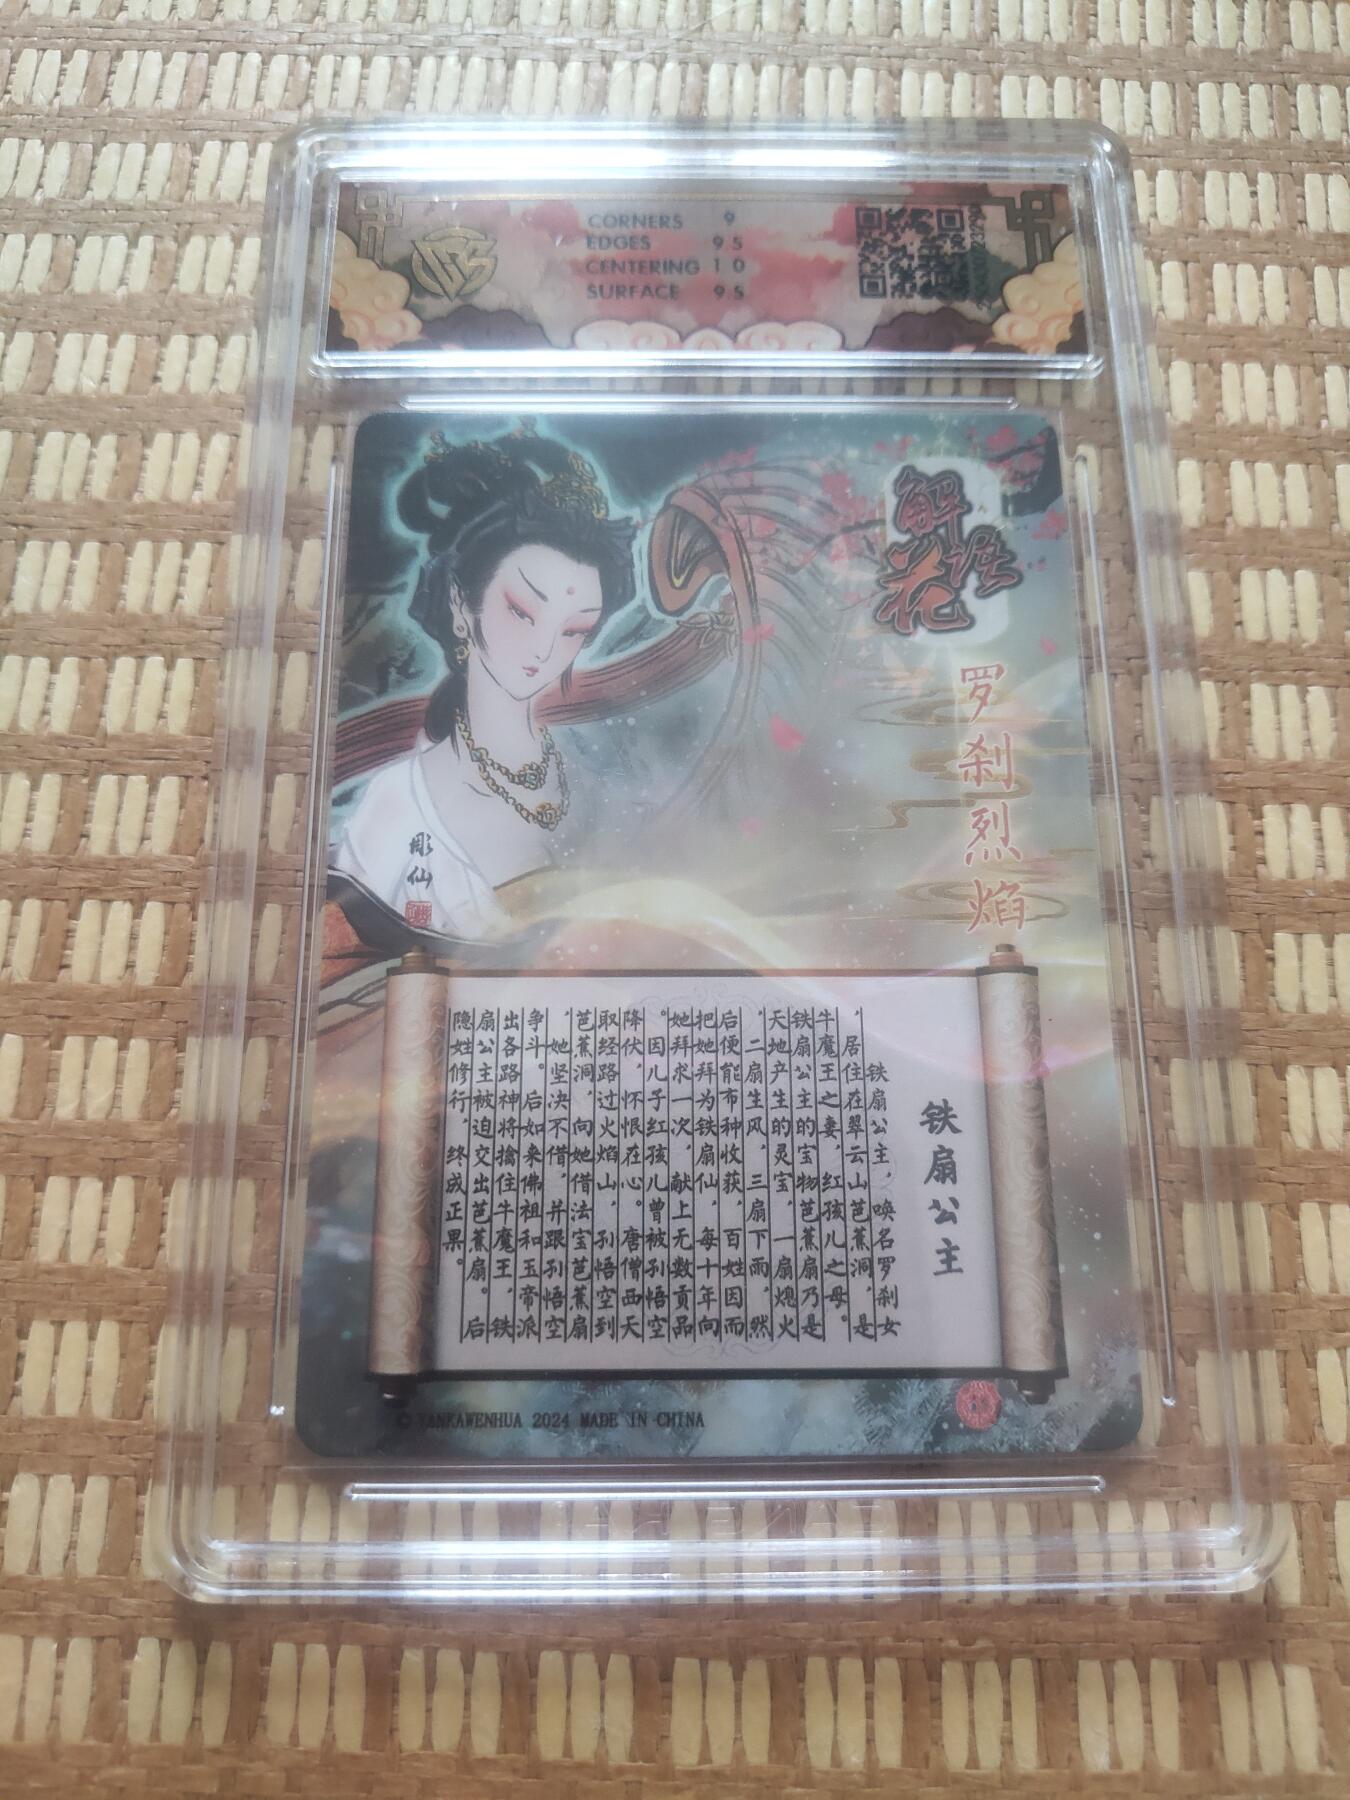 CORNERS 9
EDGES 9.5
CENTERING 10
SURFACE 9.5
解语花
罗刹烈焰
彫仙
铁扇公主
铁扇公主，唤名罗刹女
，居住在翠云山芭蕉洞，是
牛魔王之妻，红孩儿之母。
铁扇公主的宝物芭蕉扇乃是
天地产生的灵宝，一扇熄火
，二扇生风，三扇下雨，然
后便能布种收获，百姓因而
把她拜为铁扇仙，每十年向
她拜求一次，献上无数贡品
。因儿子红孩儿曾被孙悟空
降伏，怀恨在心。唐僧西天
取经路过火焰山，孙悟空到
芭蕉洞，向她借法宝芭蕉扇
，她坚决不借，并跟孙悟空
争斗。后如来佛祖和玉帝派
出各路神将擒住牛魔王，铁
扇公主被迫交出芭蕉扇。后
隐姓修行，终成正果。
© YANKAWENHUA 2024 MADE IN CHINA